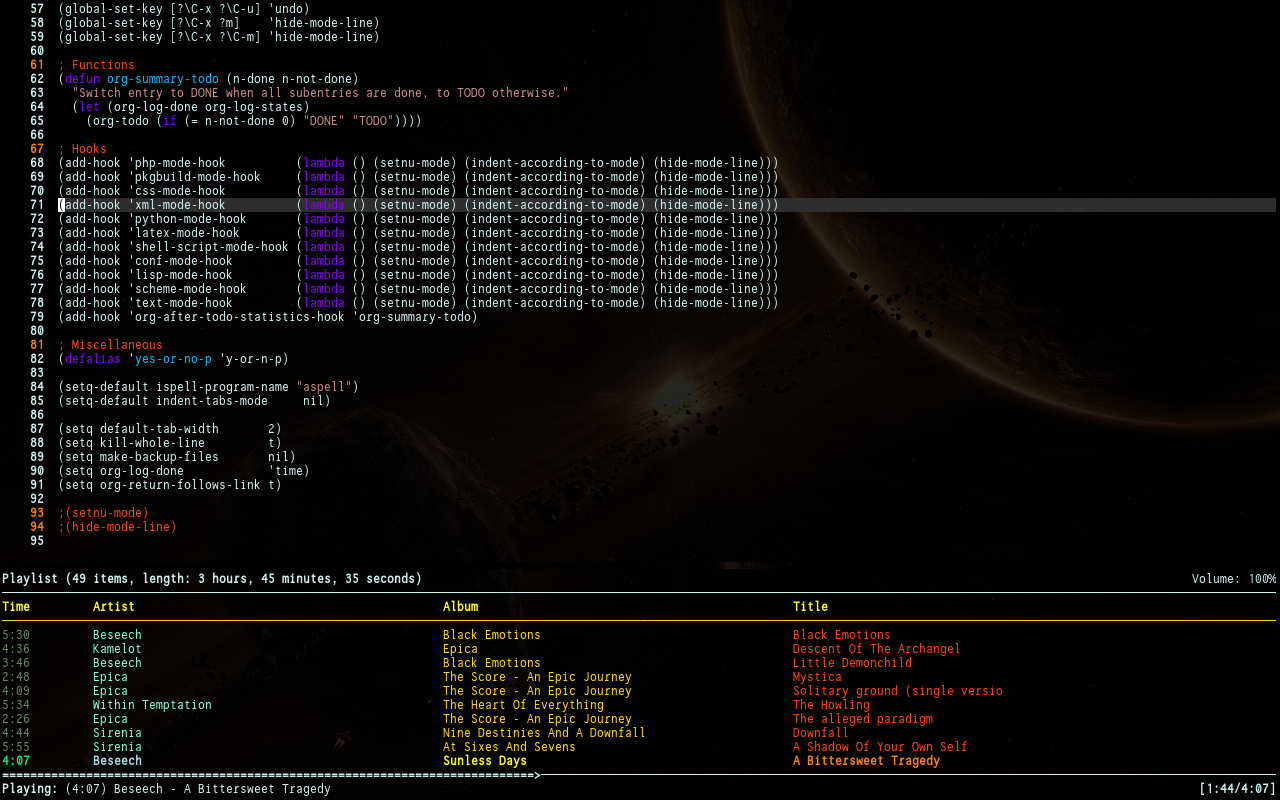 57 (global-set-key [?\C-x ?\C-u] 'undo)
58 (global-set-key [?\C-x ?m]    'hide-mode-line)
59 (global-set-key [?\C-x ?\C-m] 'hide-mode-line)
60
61 ; Functions
62 (defun org-summary-todo (n-done n-not-done)
63   "Switch entry to DONE when all subentries are done, to TODO otherwise."
64   (let (org-log-done org-log-states)
65     (org-todo (if (= n-not-done 0) "DONE" "TODO"))))
66
67 ; Hooks
68 (add-hook 'php-mode-hook          (lambda () (setnu-mode) (indent-according-to-mode) (hide-mode-line)))
69 (add-hook 'pkgbuild-mode-hook     (lambda () (setnu-mode) (indent-according-to-mode) (hide-mode-line)))
70 (add-hook 'css-mode-hook          (lambda () (setnu-mode) (indent-according-to-mode) (hide-mode-line)))
71 (add-hook 'xml-mode-hook          (lambda () (setnu-mode) (indent-according-to-mode) (hide-mode-line)))
72 (add-hook 'python-mode-hook       (lambda () (setnu-mode) (indent-according-to-mode) (hide-mode-line)))
73 (add-hook 'latex-mode-hook        (lambda () (setnu-mode) (indent-according-to-mode) (hide-mode-line)))
74 (add-hook 'shell-script-mode-hook (lambda () (setnu-mode) (indent-according-to-mode) (hide-mode-line)))
75 (add-hook 'conf-mode-hook         (lambda () (setnu-mode) (indent-according-to-mode) (hide-mode-line)))
76 (add-hook 'lisp-mode-hook         (lambda () (setnu-mode) (indent-according-to-mode) (hide-mode-line)))
77 (add-hook 'scheme-mode-hook       (lambda () (setnu-mode) (indent-according-to-mode) (hide-mode-line)))
78 (add-hook 'text-mode-hook         (lambda () (setnu-mode) (indent-according-to-mode) (hide-mode-line)))
79 (add-hook 'org-after-todo-statistics-hook 'org-summary-todo)
80
81 ; Miscellaneous
82 (defalias 'yes-or-no-p 'y-or-n-p)
83
84 (setq-default ispell-program-name "aspell")
85 (setq-default indent-tabs-mode     nil)
86
87 (setq default-tab-width       2)
88 (setq kill-whole-line         t)
89 (setq make-backup-files       nil)
90 (setq org-log-done            'time)
91 (setq org-return-follows-link t)
92
93 ;(setnu-mode)
94 ;(hide-mode-line)
95
Playlist (49 items, length: 3 hours, 45 minutes, 35 seconds) Volume: 100%
Time Artist Album Title
5:30 Beseech Black Emotions Black Emotions
4:36 Kamelot Epica Descent Of The Archangel
3:46 Beseech Black Emotions Little Demonchild
2:48 Epica The Score - An Epic Journey Mystica
4:09 Epica The Score - An Epic Journey Solitary ground (single versio
5:34 Within Temptation The Heart Of Everything The Howling
2:26 Epica The Score - An Epic Journey The alleged paradigm
4:44 Sirenia Nine Destinies And A Downfall Downfall
5:55 Sirenia At Sixes And Sevens A Shadow Of Your Own Self
4:07 Beseech Sunless Days A Bittersweet Tragedy
Playing: (4:07) Beseech - A Bittersweet Tragedy [1:44/4:07]